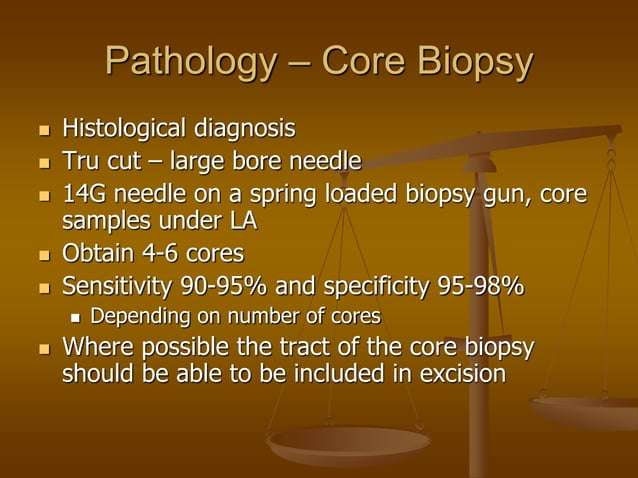 Pathology – Core Biopsy
Histological diagnosis
Tru cut – large bore needle
14G needle on a spring loaded biopsy gun, core
samples under LA
Obtain 4-6 cores
Sensitivity 90-95% and specificity 95-98%
Depending on number of cores
Where possible the tract of the core biopsy
should be able to be included in excision